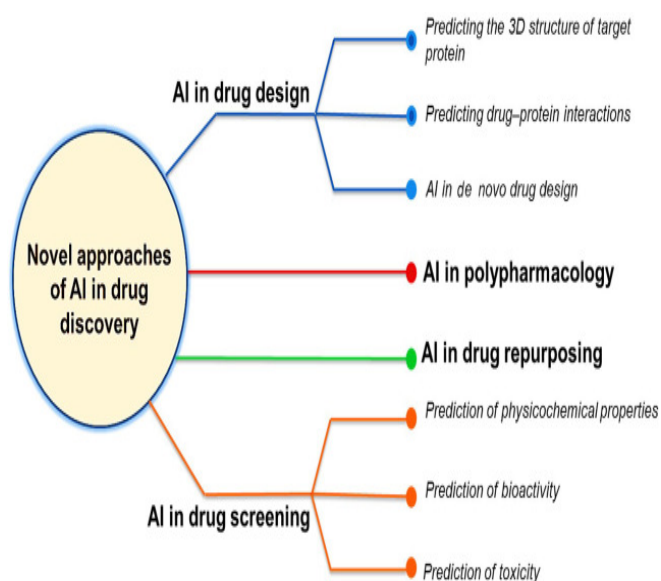 Predicting the 3D structure of target
protein
AI in drug design
Predicting drug–protein interactions
AI in de novo drug design
Novel approaches
of AI in drug
discovery
AI in polypharmacology
AI in drug repurposing
Prediction of physicochemical properties
Prediction of bioactivity
AI in drug screening
Prediction of toxicity